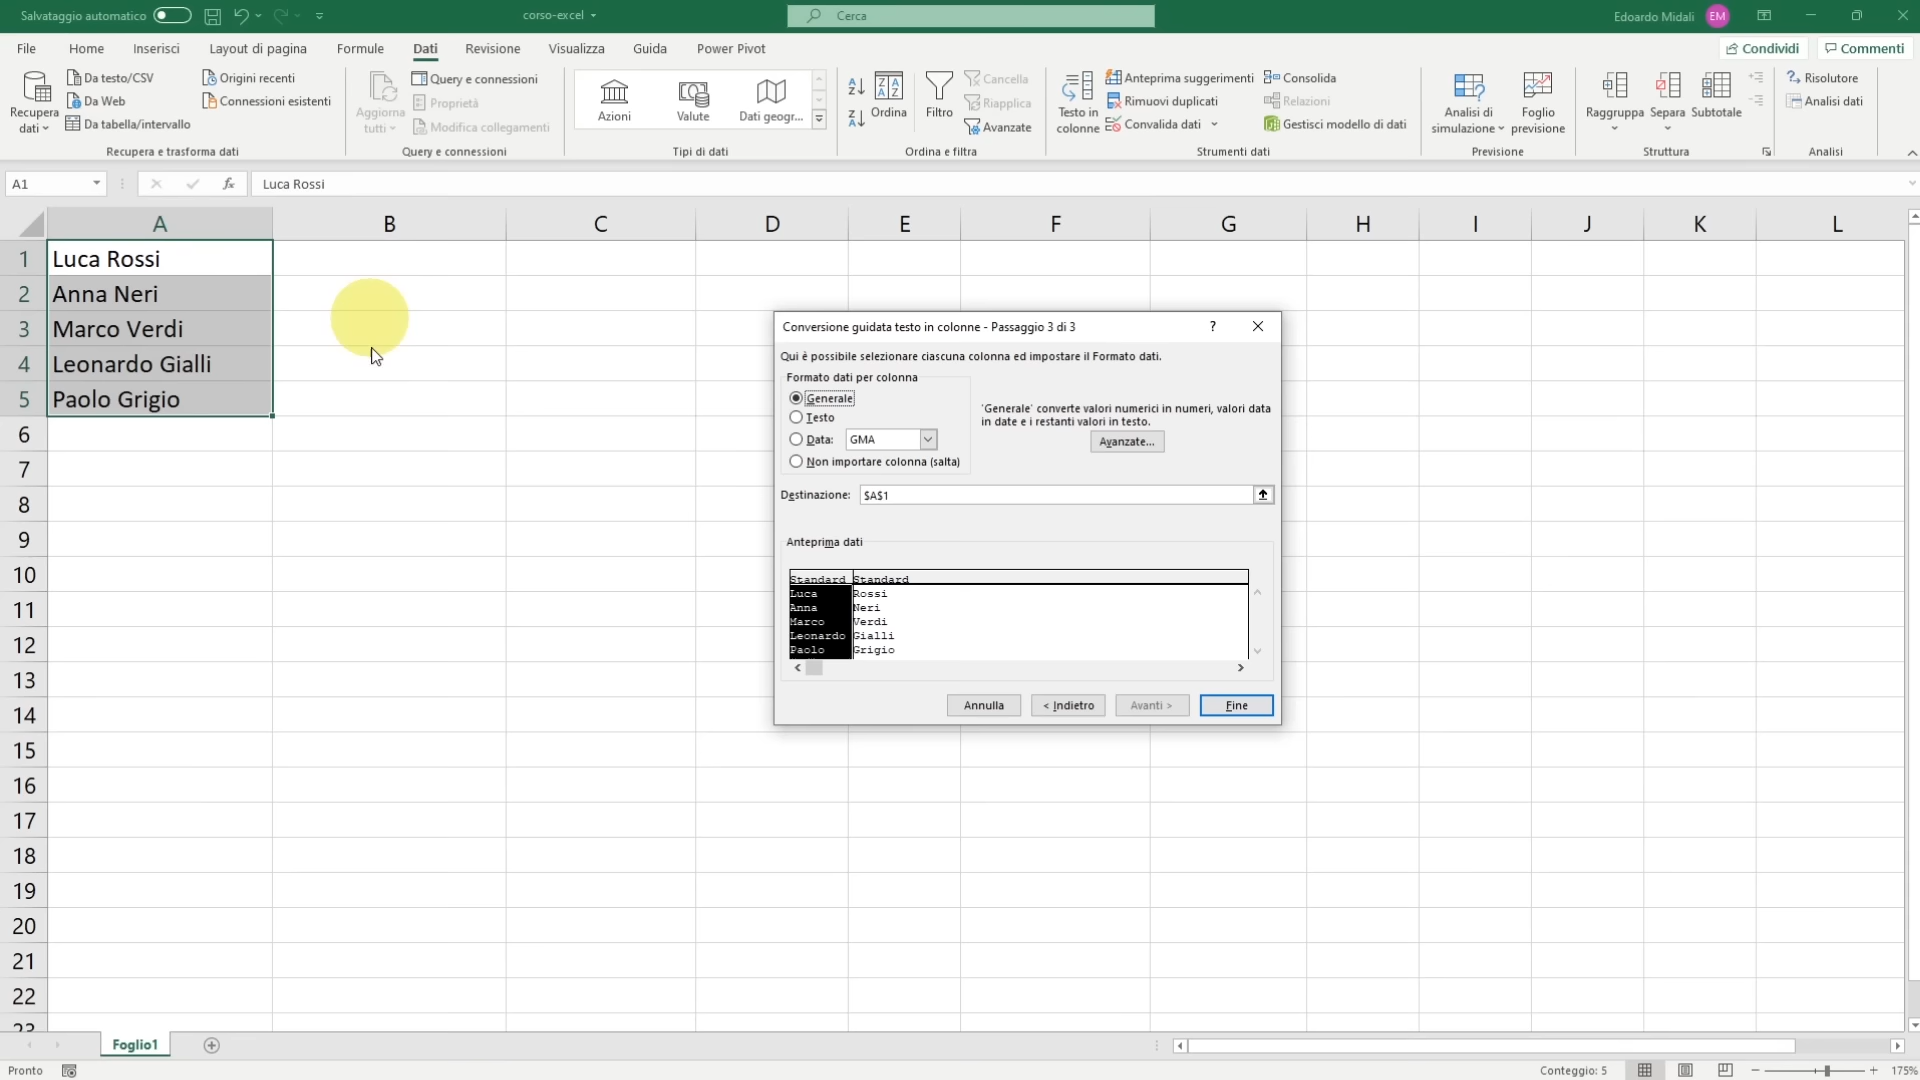 Salvataggio automatico
corso-excel
Cerca
Edoardo Midali
EM
File Home Inserisci Layout di pagina Formule Dati Revisione Visualizza Guida Power Pivot
Condividi
Commenti
Recupera
dati
Da testo/CSV
Da Web
Da tabella/intervallo
Origini recenti
Connessioni esistenti
Recupera e trasforma dati
Aggiorna
tutti
Query e connessioni
Proprietà
Modifica collegamenti
Query e connessioni
Azioni
Valute
Dati geogr...
Tipi di dati
Ordina
Filtro
Cancella
Riapplica
Avanzate
Ordina e filtra
Testo in
colonne
Anteprima suggerimenti
Rimuovi duplicati
Convalida dati
Consolida
Relazioni
Gestisci modello di dati
Strumenti dati
Analisi di
simulazione
Foglio
previsione
Previsione
Raggruppa
Separa
Subtotale
Struttura
Risolutore
Analisi dati
Analisi
A1
fx
Luca Rossi
A B C D E F G H I J K L
1 Luca Rossi
2 Anna Neri
3 Marco Verdi
4 Leonardo Gialli
5 Paolo Grigio
6
7
8
9
10
11
12
13
14
15
16
17
18
19
20
21
22
23
Conversione guidata testo in colonne - Passaggio 3 di 3
?
Qui è possibile selezionare ciascuna colonna ed impostare il Formato dati.
Formato dati per colonna
Generale
Testo
Data: GMA
Non importare colonna (salta)
'Generale' converte valori numerici in numeri, valori data
in date e i restanti valori in testo.
Avanzate...
Destinazione: $A$1
Anteprima dati
Standard Standard
Luca Rossi
Anna Neri
Marco Verdi
Leonardo Gialli
Paolo Grigio
Annulla
< Indietro
Avanti >
Fine
Foglio1
Pronto
Conteggio: 5
175%